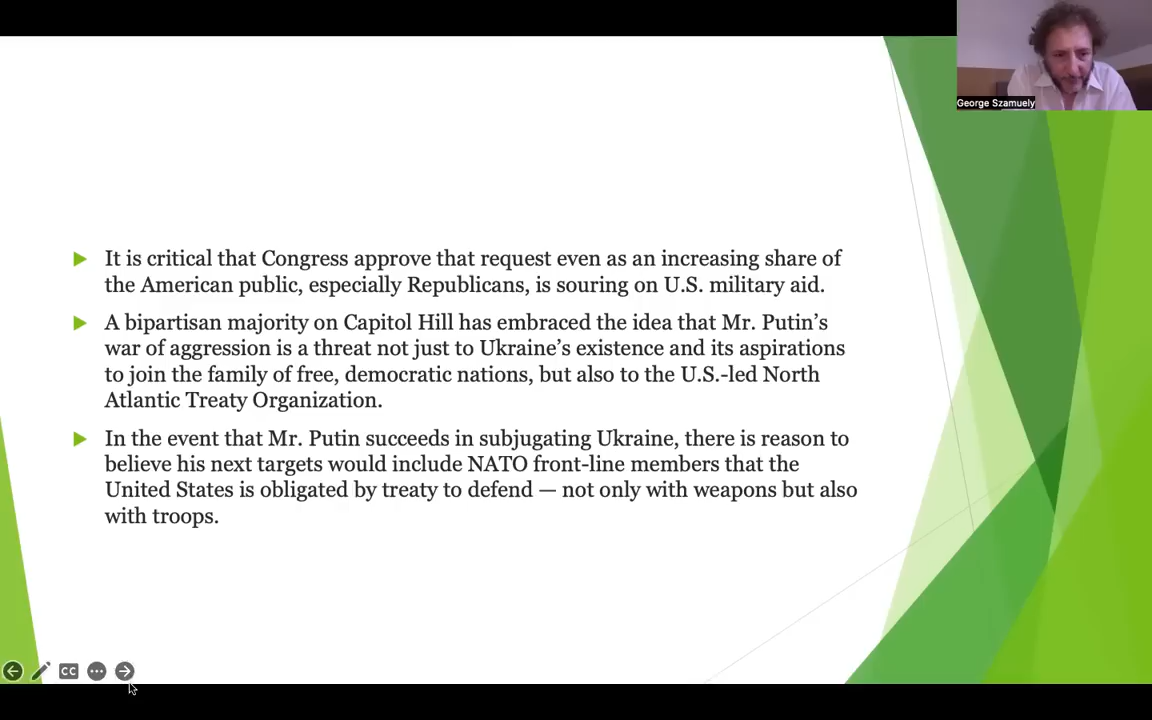 George Szamuely
It is critical that Congress approve that request even as an increasing share of
the American public, especially Republicans, is souring on U.S. military aid.
A bipartisan majority on Capitol Hill has embraced the idea that Mr. Putin’s
war of aggression is a threat not just to Ukraine’s existence and its aspirations
to join the family of free, democratic nations, but also to the U.S.-led North
Atlantic Treaty Organization.
In the event that Mr. Putin succeeds in subjugating Ukraine, there is reason to
believe his next targets would include NATO front-line members that the
United States is obligated by treaty to defend — not only with weapons but also
with troops.
CC